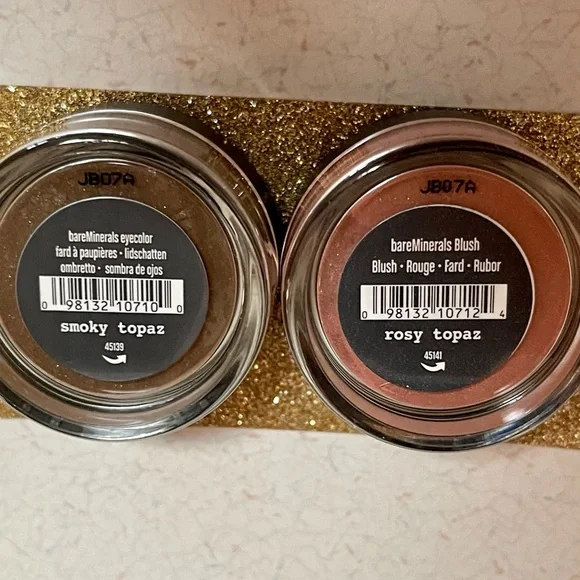 JB07A
bareMinerals eyecolor
fard à paupières • lidschatten
ombretto • sombra de ojos
0 98132 10710 0
smoky topaz
45139
JB07A
bareMinerals Blush
Blush • Rouge • Fard • Rubor
0 98132 10712 4
rosy topaz
45141